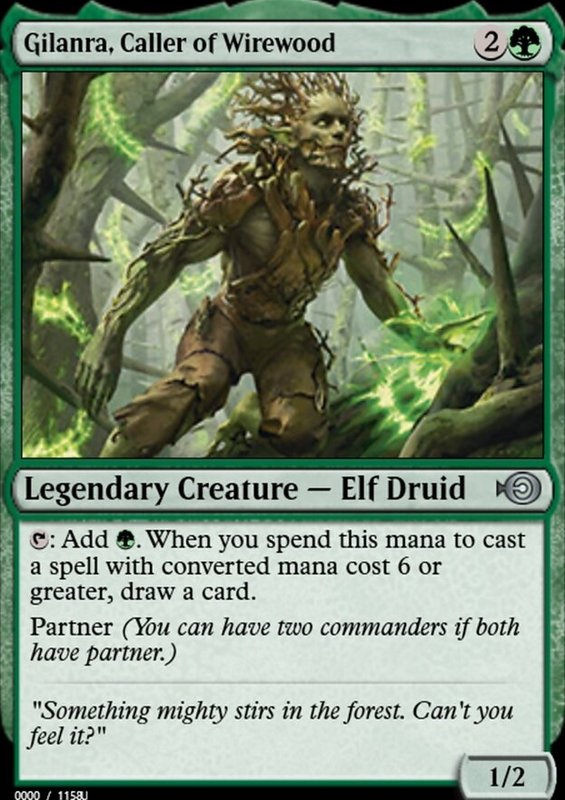 Gilanra, Caller of Wirewood 2
Legendary Creature — Elf Druid
: Add . When you spend this mana to cast
a spell with converted mana cost 6 or
greater, draw a card.
Partner (You can have two commanders if both
have partner.)
"Something mighty stirs in the forest. Can't you
feel it?"
1/2
0000 / 1158U